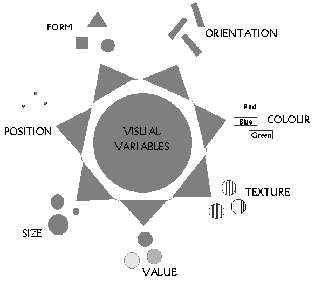 FORM
ORIENTATION
Red
Blue
Green
COLOUR
POSITION
VISUAL
VARIABLES
TEXTURE
SIZE
VALUE